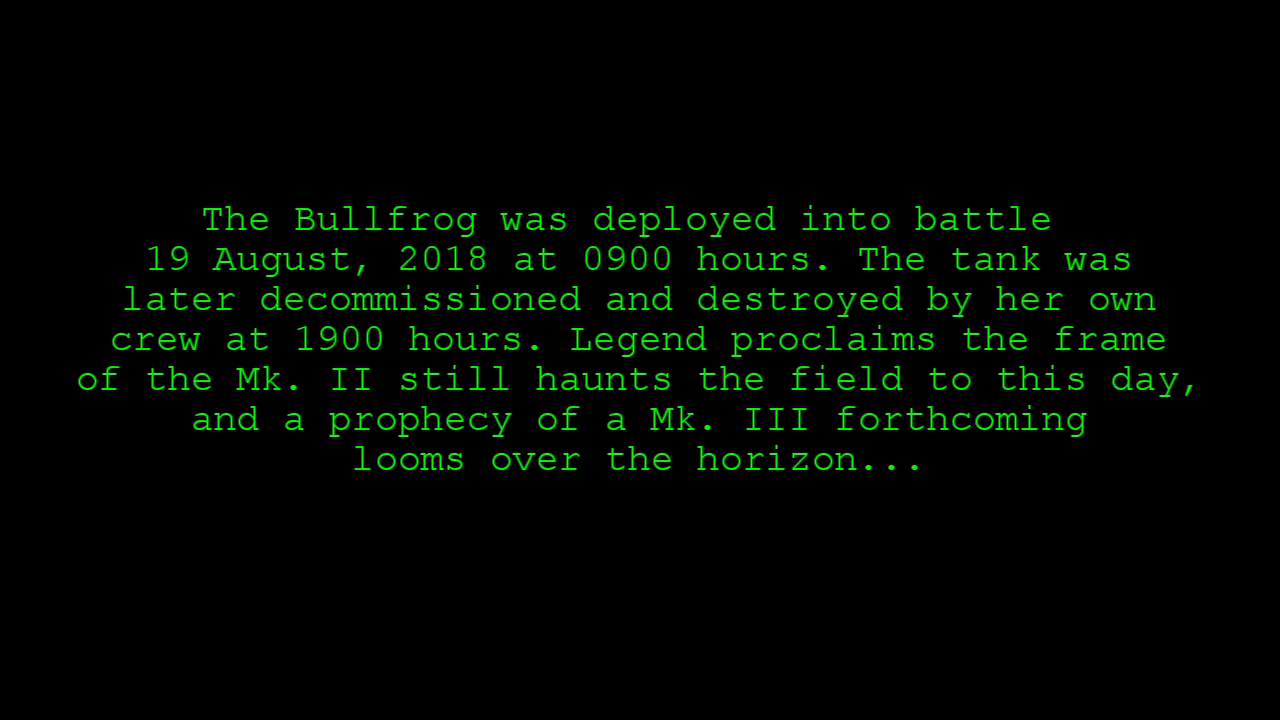 The Bullfrog was deployed into battle
19 August, 2018 at 0900 hours. The tank was
later decommissioned and destroyed by her own
crew at 1900 hours. Legend proclaims the frame
of the Mk. II still haunts the field to this day,
and a prophecy of a Mk. III forthcoming
looms over the horizon...